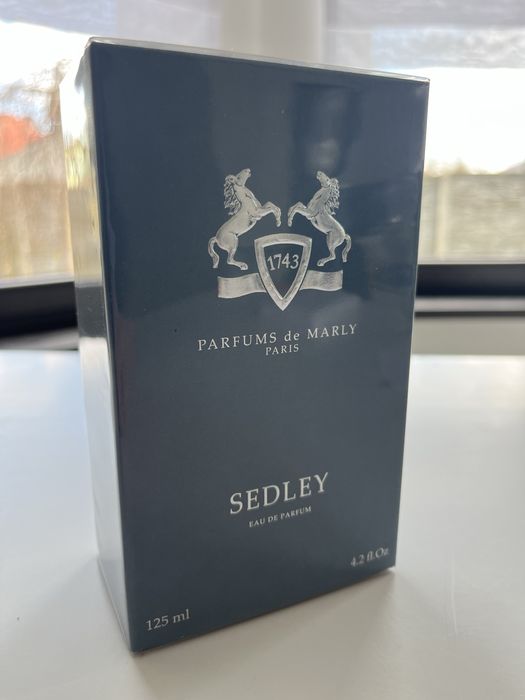 1743
PARFUMS de MARLY
PARIS
SEDLEY
EAU DE PARFUM
125 ml
4.2 fl.Oz